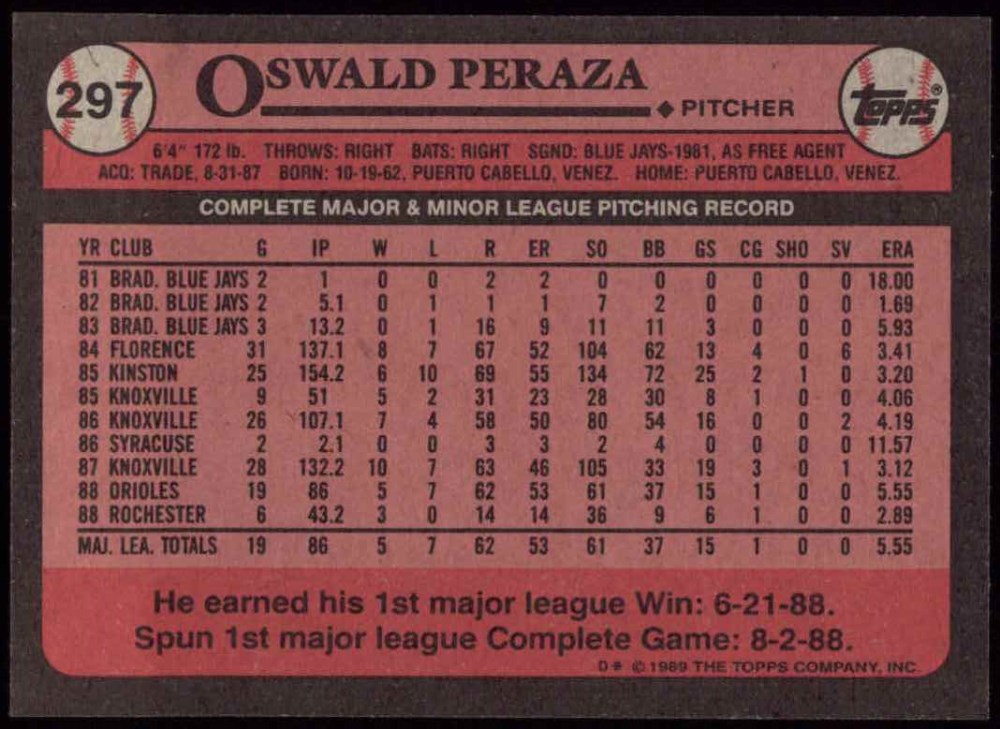 297
OSWALD PERAZA
◆ PITCHER
topps®
6'4" 172 lb. THROWS: RIGHT BATS: RIGHT SGND: BLUE JAYS-1981, AS FREE AGENT
ACQ: TRADE, 8-31-87 BORN: 10-19-62, PUERTO CABELLO, VENEZ. HOME: PUERTO CABELLO, VENEZ.
COMPLETE MAJOR & MINOR LEAGUE PITCHING RECORD
YR CLUB G IP W L R ER SO BB GS CG SHO SV ERA
81 BRAD. BLUE JAYS 2 1 0 0 2 2 0 0 0 0 0 0 18.00
82 BRAD. BLUE JAYS 2 5.1 0 1 1 1 7 2 0 0 0 0 1.69
83 BRAD. BLUE JAYS 3 13.2 0 1 16 9 11 11 3 0 0 0 5.93
84 FLORENCE 31 137.1 8 7 67 52 104 62 13 4 0 6 3.41
85 KINSTON 25 154.2 6 10 69 55 134 72 25 2 1 0 3.20
85 KNOXVILLE 9 51 5 2 31 23 28 30 8 1 0 0 4.06
86 KNOXVILLE 26 107.1 7 4 58 50 80 54 16 0 0 2 4.19
86 SYRACUSE 2 2.1 0 0 3 3 2 4 0 0 0 0 11.57
87 KNOXVILLE 28 132.2 10 7 63 46 105 33 19 3 0 1 3.12
88 ORIOLES 19 86 5 7 62 53 61 37 15 1 0 0 5.55
88 ROCHESTER 6 43.2 3 0 14 14 36 9 6 1 0 0 2.89
MAJ. LEA. TOTALS 19 86 5 7 62 53 61 37 15 1 0 0 5.55
He earned his 1st major league Win: 6-21-88.
Spun 1st major league Complete Game: 8-2-88.
D* © 1989 THE TOPPS COMPANY, INC.